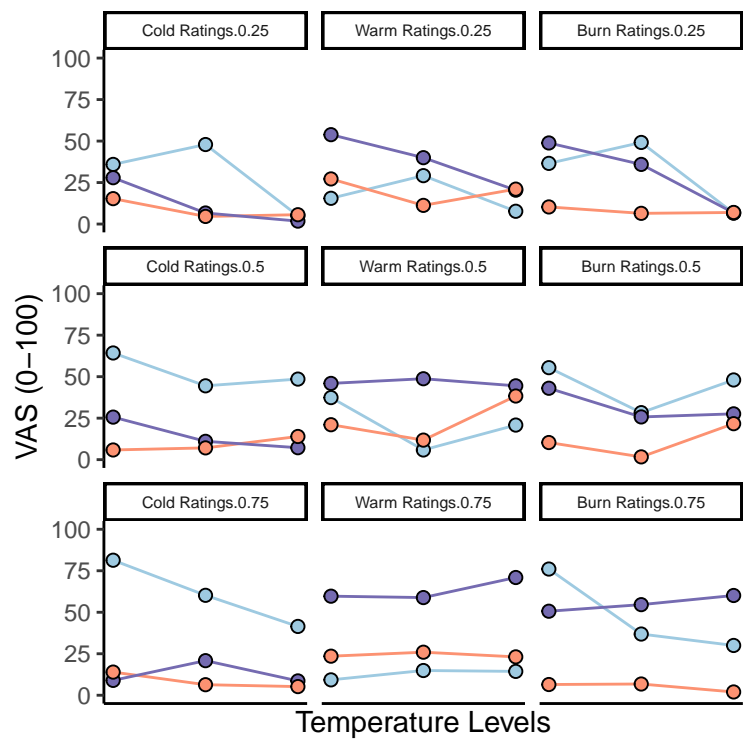 Cold Ratings.0.25
Warm Ratings.0.25
Burn Ratings.0.25
100
75
50
25
0
Cold Ratings.0.5
Warm Ratings.0.5
Burn Ratings.0.5
100
75
50
25
0
Cold Ratings.0.75
Warm Ratings.0.75
Burn Ratings.0.75
100
75
50
25
0
VAS (0−100)
Temperature Levels